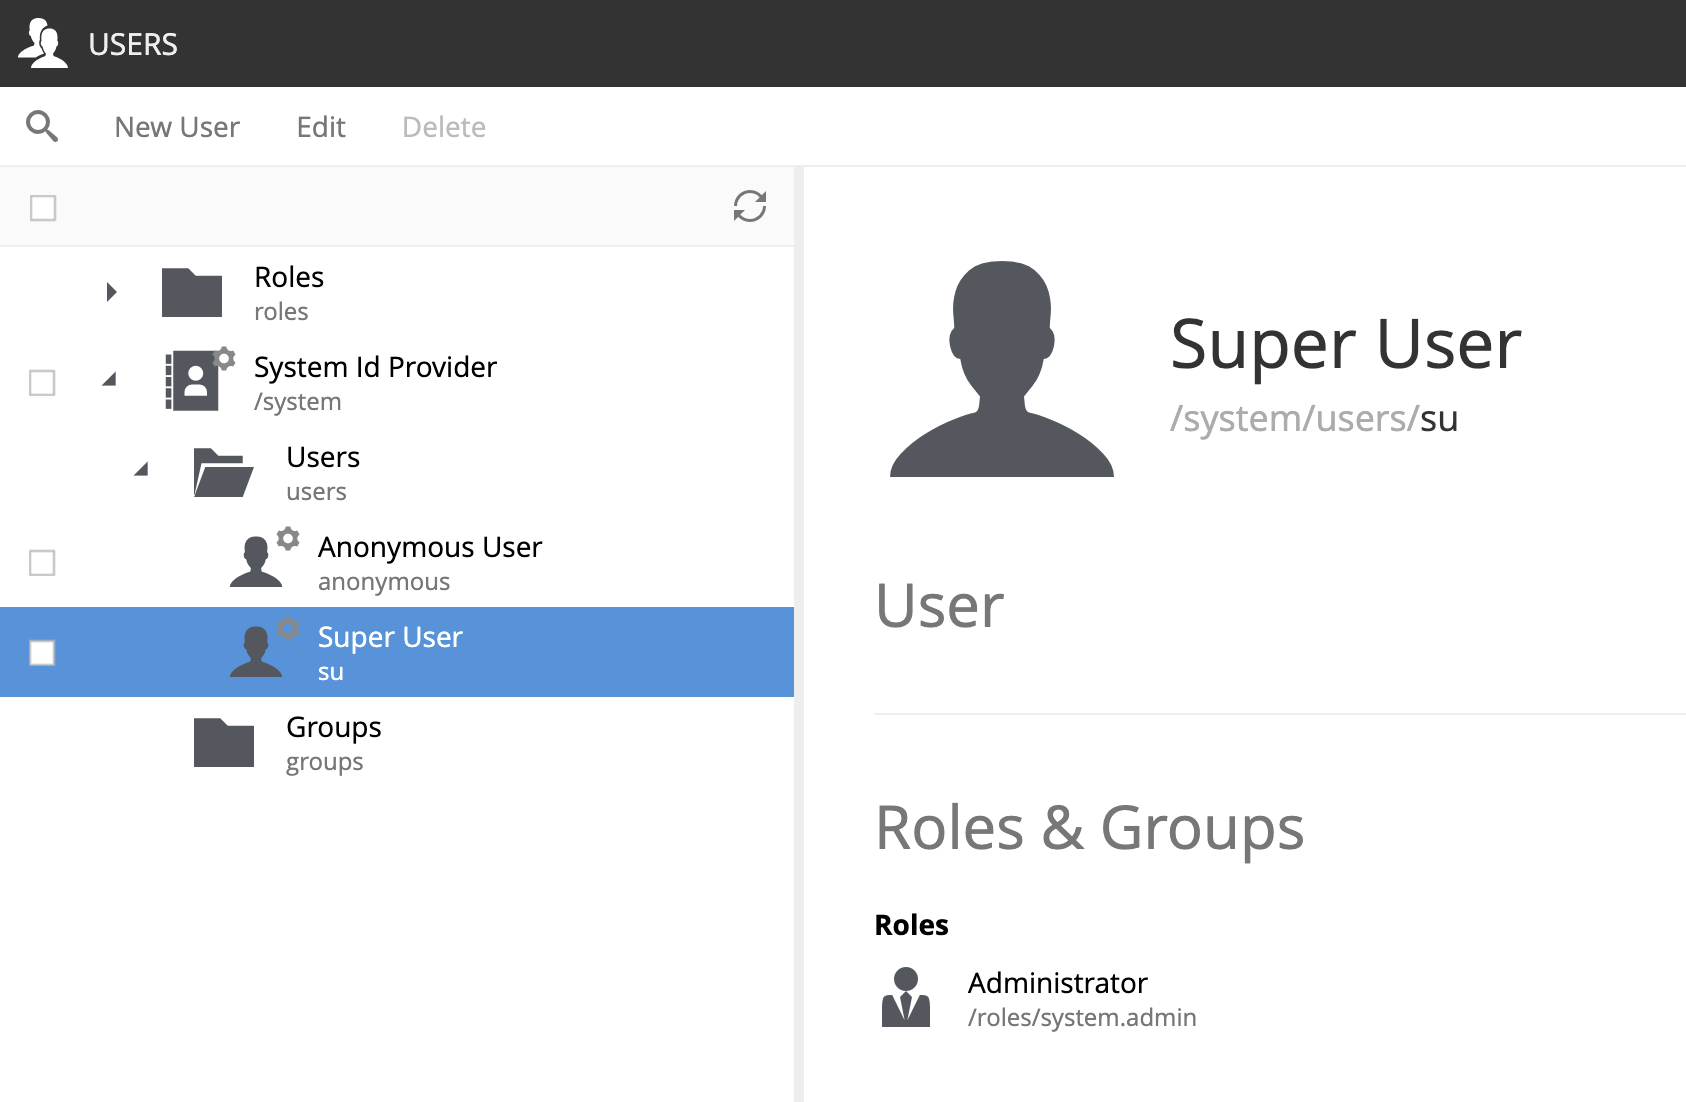 USERS
New User
Edit
Delete
Roles
roles
System Id Provider
/system
Users
users
Anonymous User
anonymous
Super User
su
Groups
groups
Super User
/system/users/su
User
Roles & Groups
Roles
Administrator
/roles/system.admin